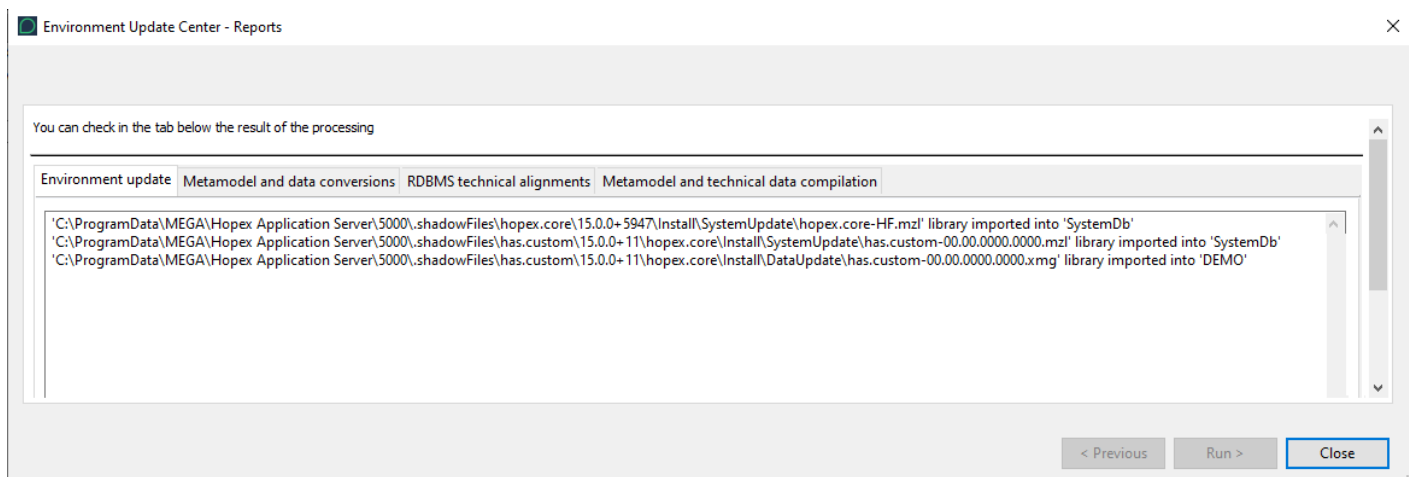 Environment Update Center - Reports
You can check in the tab below the result of the processing
Environment update Metamodel and data conversions RDBMS technical alignments Metamodel and technical data compilation
'C:\ProgramData\MEGA\Hopex Application Server\5000\.shadowFiles\hopex.core\15.0.0+5947\Install\SystemUpdate\hopex.core-HF.mzl' library imported into 'SystemDb'
'C:\ProgramData\MEGA\Hopex Application Server\5000\.shadowFiles\has.custom\15.0.0+11\hopex.core\Install\SystemUpdate\has.custom-00.00.0000.0000.mzl' library imported into 'SystemDb'
'C:\ProgramData\MEGA\Hopex Application Server\5000\.shadowFiles\has.custom\15.0.0+11\hopex.core\Install\DataUpdate\has.custom-00.00.0000.0000.xmg' library imported into 'DEMO'
< Previous Run > Close